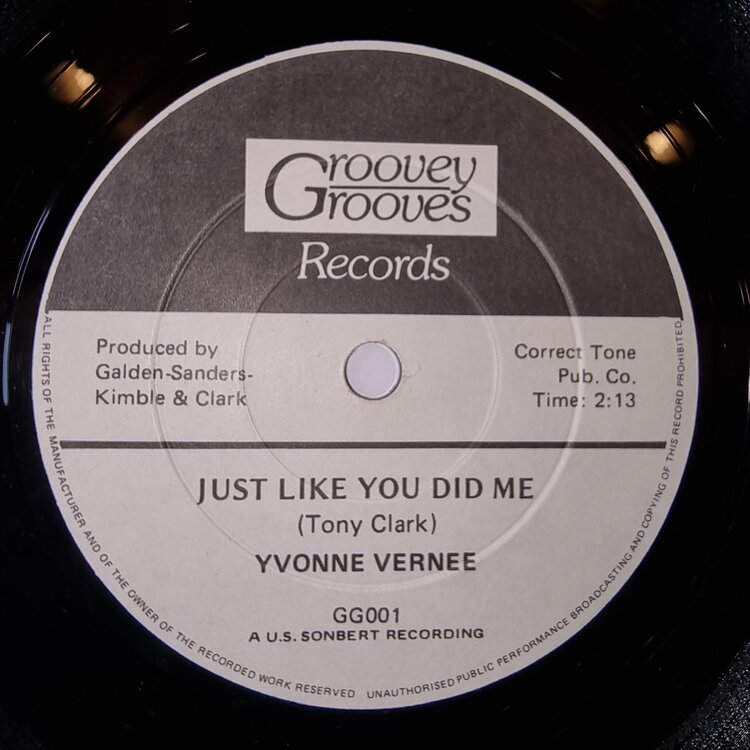 Groovey
Grooves
Records
Produced by
Galden-Sanders-
Kimble & Clark
Correct Tone
Pub. Co.
Time: 2:13
JUST LIKE YOU DID ME
(Tony Clark)
YVONNE VERNEE
GG001
A U.S. SONBERT RECORDING
ALL RIGHTS OF THE MANUFACTURER AND OF THE OWNER OF THE RECORDED WORK RESERVED UNAUTHORISED PUBLIC PERFORMANCE BROADCASTING AND COPYING OF THIS RECORD PROHIBITED